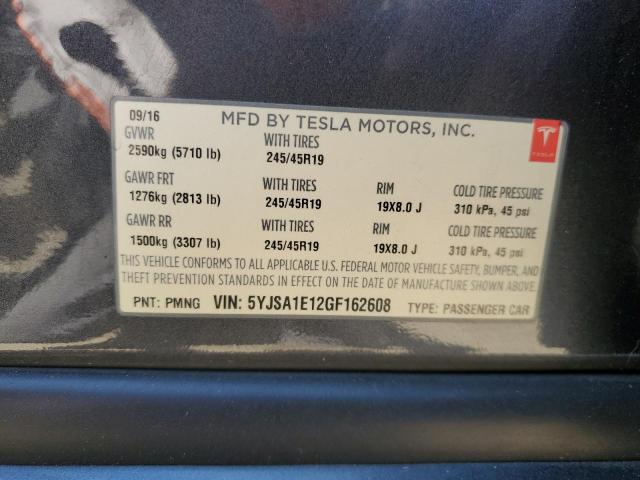 09/16 MFD BY TESLA MOTORS, INC.
GVWR WITH TIRES
2590kg (5710 lb) 245/45R19
TESLA
GAWR FRT WITH TIRES RIM COLD TIRE PRESSURE
1276kg (2813 lb) 245/45R19 19X8.0 J 310 kPa, 45 psi
GAWR RR WITH TIRES RIM COLD TIRE PRESSURE
1500kg (3307 lb) 245/45R19 19X8.0 J 310 kPa, 45 psi
THIS VEHICLE CONFORMS TO ALL APPLICABLE U.S. FEDERAL MOTOR VEHICLE SAFETY, BUMPER, AND
THEFT PREVENTION STANDARDS IN EFFECT ON THE DATE OF MANUFACTURE SHOWN ABOVE.
PNT: PMNG VIN: 5YJSA1E12GF162608 TYPE: PASSENGER CAR